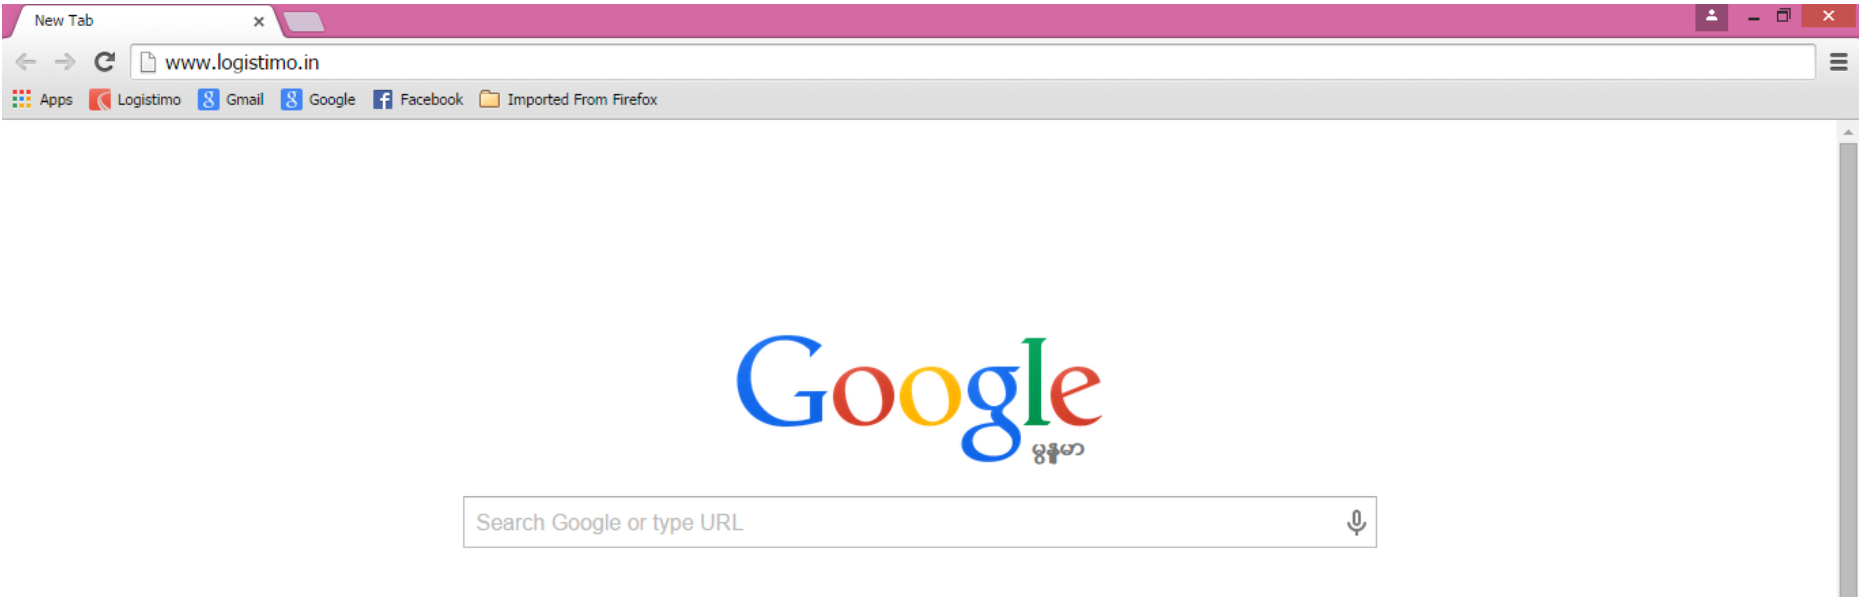 New Tab
www.logistimo.in
Apps Logistimo Gmail Google Facebook Imported From Firefox
Google
မြန်မာ
Search Google or type URL